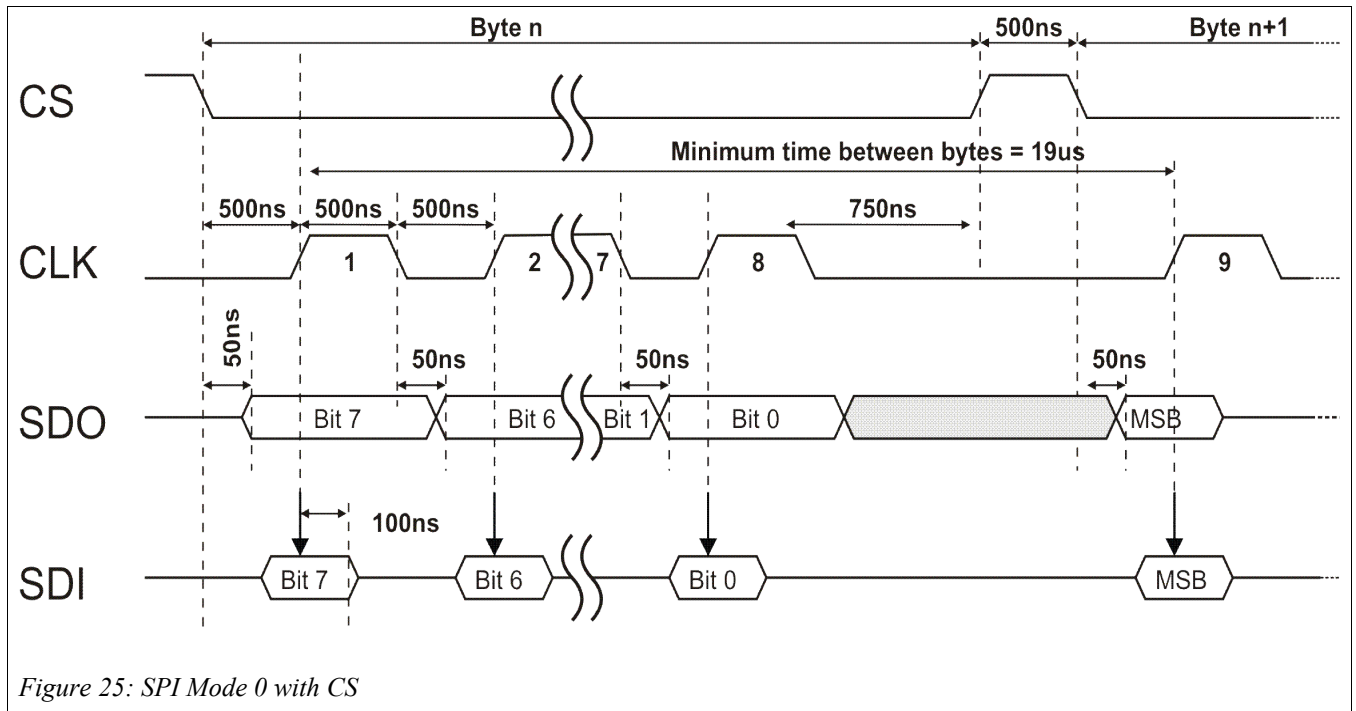 Byte n
500ns
Byte n+1
CS
Minimum time between bytes = 19us
500ns
500ns
500ns
750ns
CLK
1
2
7
8
9
50ns
50ns
50ns
50ns
SDO
Bit 7
Bit 6
Bit 1
Bit 0
MSB
100ns
SDI
Bit 7
Bit 6
Bit 0
MSB
Figure 25: SPI Mode 0 with CS